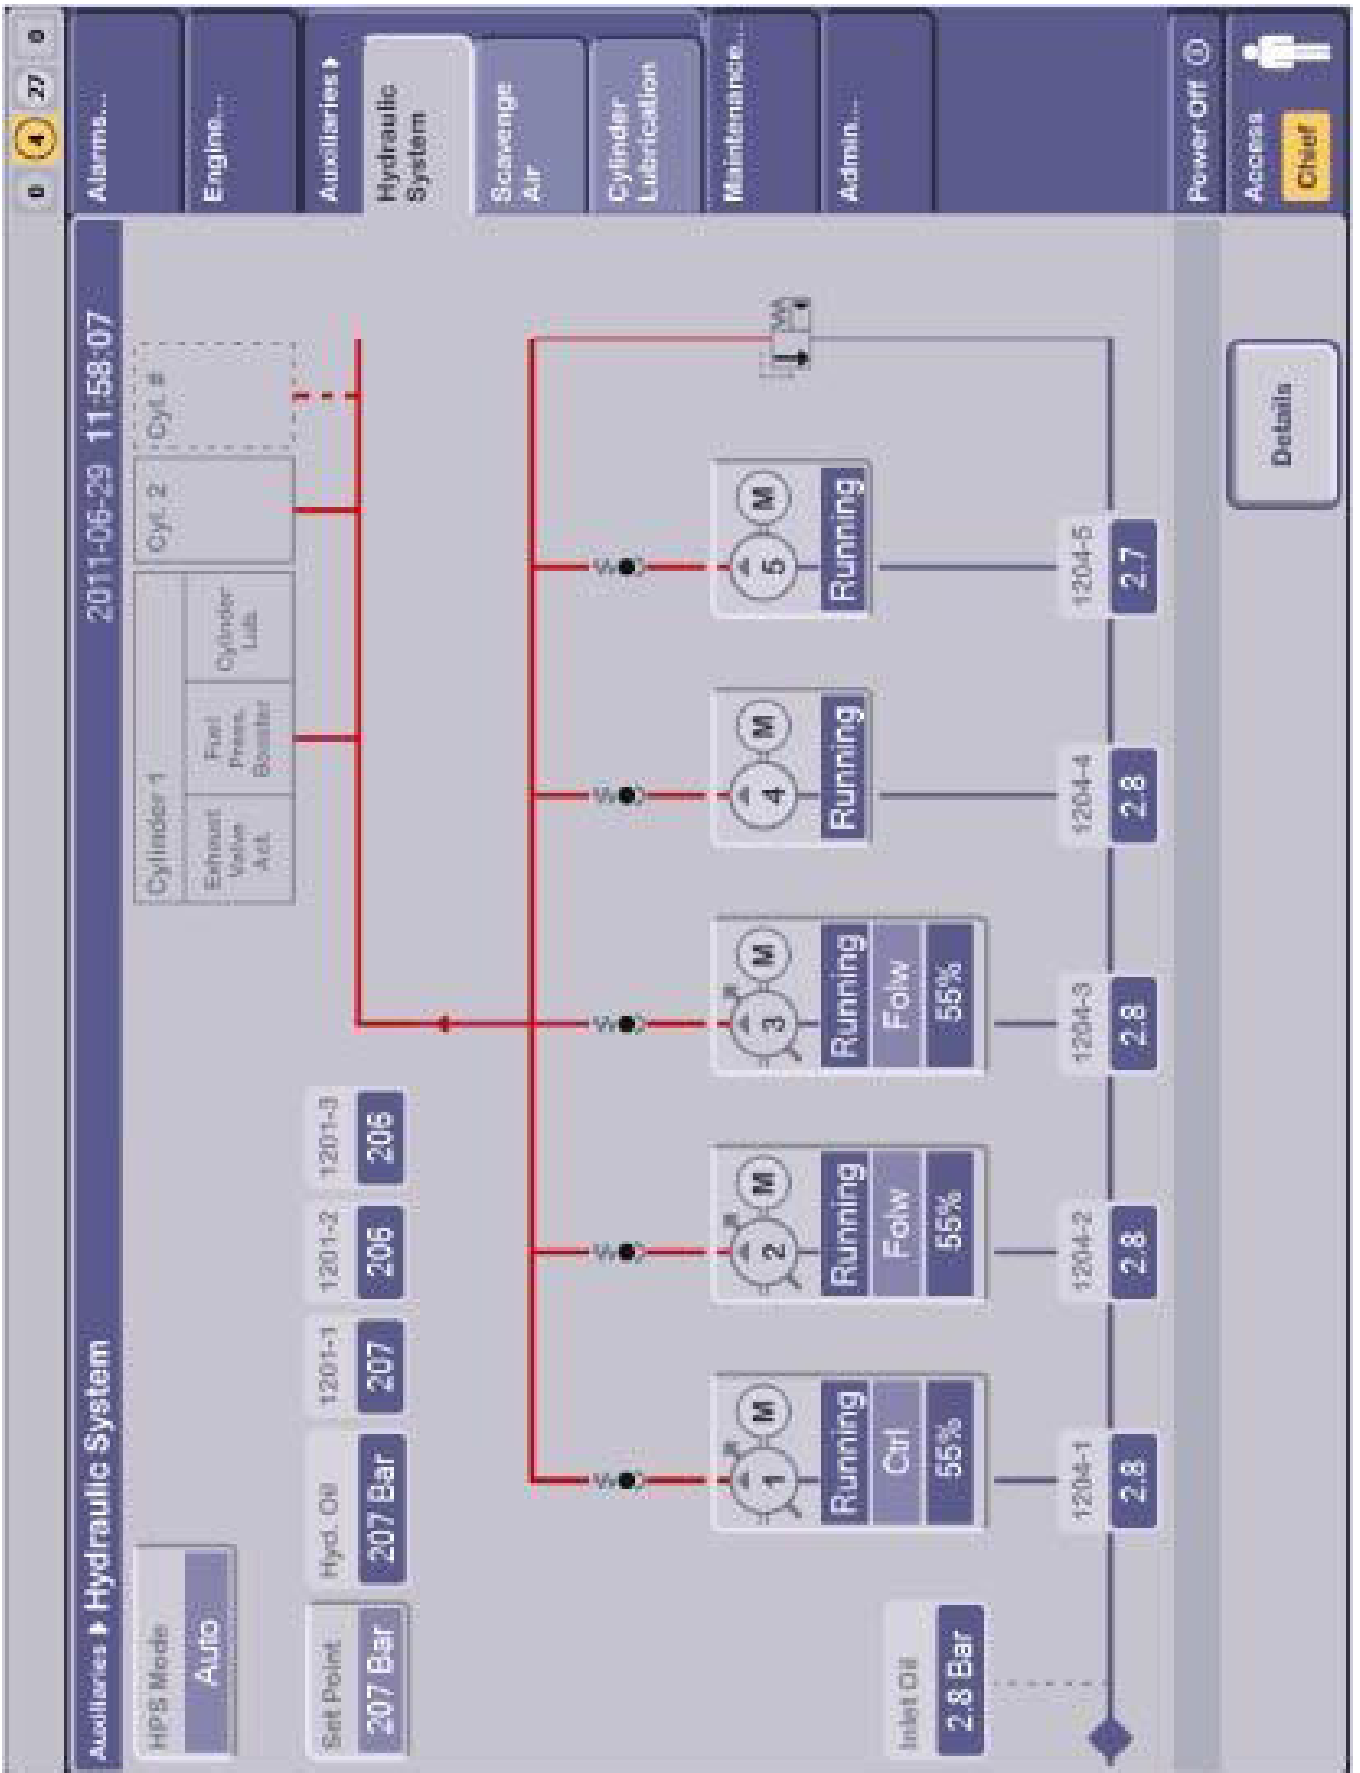 0 4 27 0
Auxiliaries ▶ Hydraulic System 2011-06-29 11:58:07
Alarms...
Engine...
Auxiliaries ▶
Hydraulic
System
Scavenge
Air
Cylinder
Lubrication
Maintenance...
Admin...
Power Off
Access
Chief
HPS Mode
Auto
Cylinder 1
Exhaust
Valve
Act.
Fuel
Press.
Booster
Cylinder
Lub.
Cyl. 2
Cyl. #
Set Point
207 Bar
Hyd. Oil
207 Bar
1201-1
207
1201-2
206
1201-3
206
1 M
Running
Ctrl
55%
2 M
Running
Folw
55%
3 M
Running
Folw
55%
4 M
Running
5 M
Running
Inlet Oil
2.8 Bar
1204-1
2.8
1204-2
2.8
1204-3
2.8
1204-4
2.8
1204-5
2.7
Details